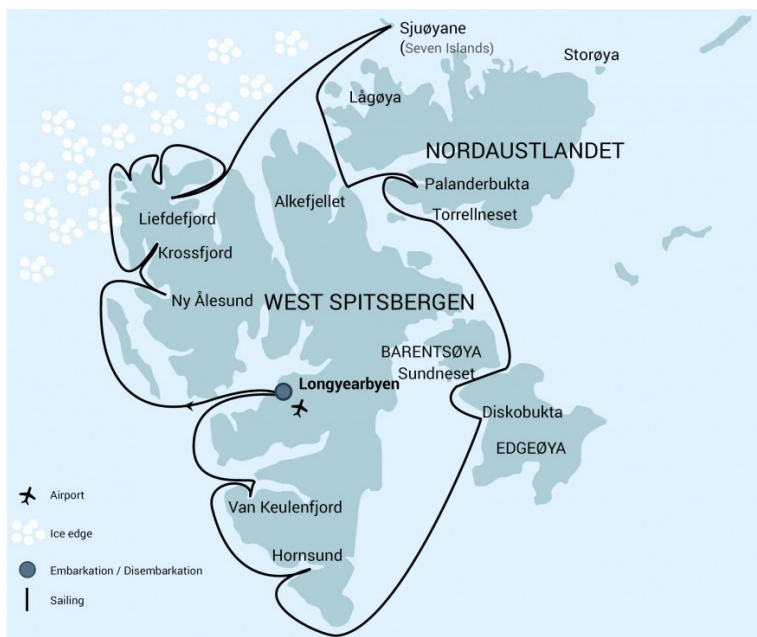 Sjuøyane
(Seven Islands)
Storøya
Lågøya
NORDAUSTLANDET
Palanderbukta
Alkefjellet
Torrellneset
Liefdefjord
Krossfjord
Ny Ålesund
WEST SPITSBERGEN
BARENTSØYA
Sundneset
Longyearbyen
Diskobukta
EDGEØYA
Van Keulenfjord
Hornsund
Airport
Ice edge
Embarkation / Disembarkation
Sailing